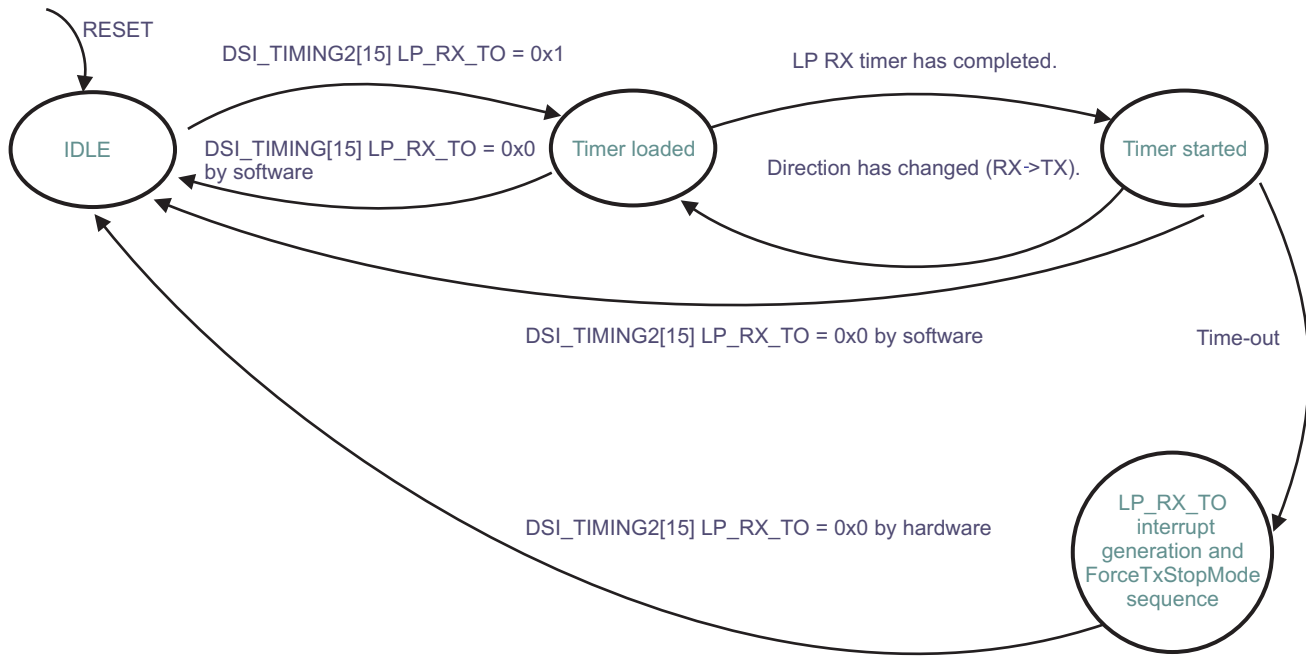 RESET
DSI_TIMING2[15] LP_RX_TO = 0x1
LP RX timer has completed.
IDLE
DSI_TIMING[15] LP_RX_TO = 0x0
by software
Timer loaded
Direction has changed (RX->TX).
Timer started
DSI_TIMING2[15] LP_RX_TO = 0x0 by software
Time-out
DSI_TIMING2[15] LP_RX_TO = 0x0 by hardware
LP_RX_TO
interrupt
generation and
ForceTxStopMode
sequence